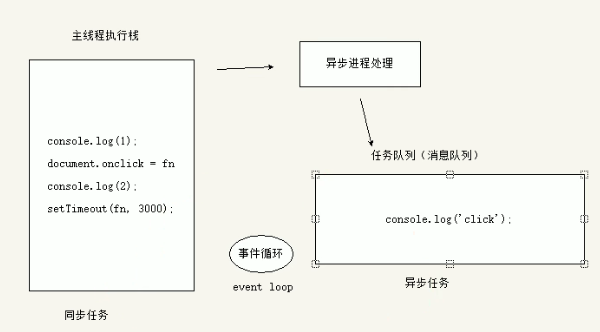 主线程执行栈
console.log(1);
document.onclick = fn
console.log(2);
setTimeout(fn, 3000);
同步任务
异步进程处理
任务队列（消息队列）
console.log('click');
异步任务
事件循环
event loop